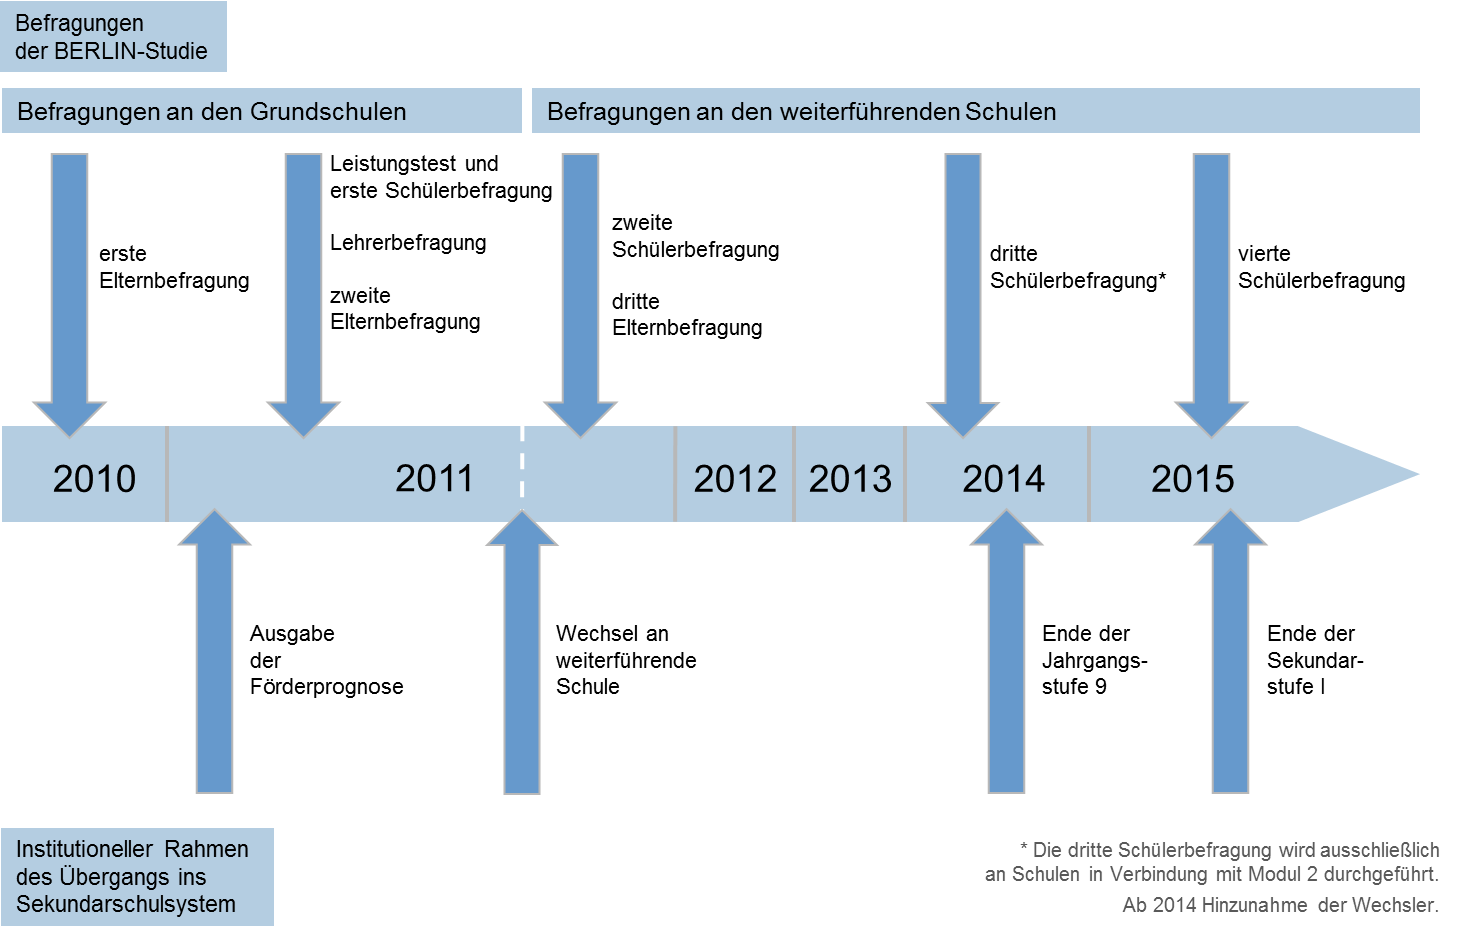 Befragungen
der BERLIN-Studie
Befragungen an den Grundschulen
Befragungen an den weiterführenden Schulen
erste
Elternbefragung
Leistungstest und
erste Schülerbefragung
Lehrerbefragung
zweite
Elternbefragung
zweite
Schülerbefragung
dritte
Elternbefragung
dritte
Schülerbefragung*
vierte
Schülerbefragung
2010
2011
2012
2013
2014
2015
Ausgabe
der
Förderprognose
Wechsel an
weiterführende
Schule
Ende der
Jahrgangs-
stufe 9
Ende der
Sekundar-
stufe I
Institutioneller Rahmen
des Übergangs ins
Sekundarschulsystem
* Die dritte Schülerbefragung wird ausschließlich
an Schulen in Verbindung mit Modul 2 durchgeführt.
Ab 2014 Hinzunahme der Wechsler.